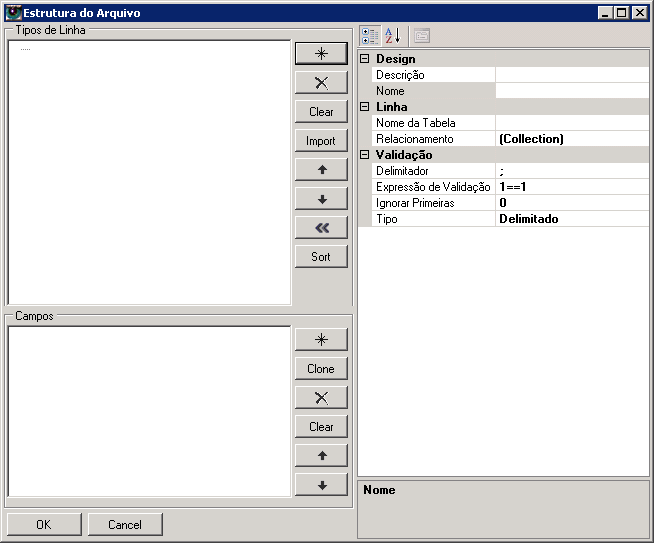 Estrutura do Arquivo
Tipos de Linha
Clear
Import
Sort
Campos
Clone
Clear
OK
Cancel
Design
Descrição
Nome
Linha
Nome da Tabela
Relacionamento (Collection)
Validação
Delimitador ;
Expressão de Validação 1==1
Ignorar Primeiras 0
Tipo Delimitado
Nome